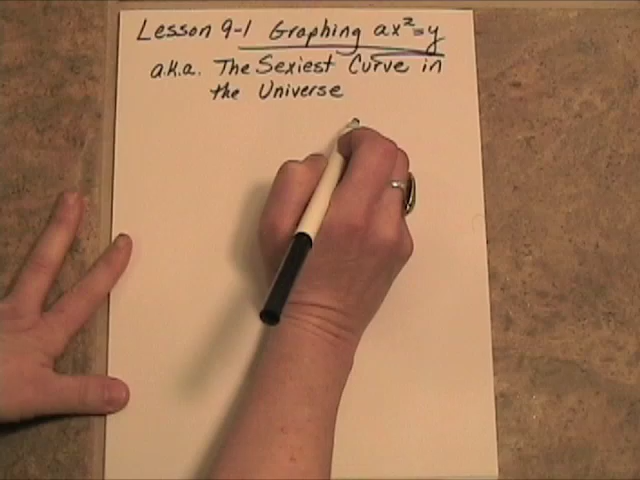 Lesson 9-1 Graphing ax²=y
a.k.a. The Sexiest Curve in
the Universe